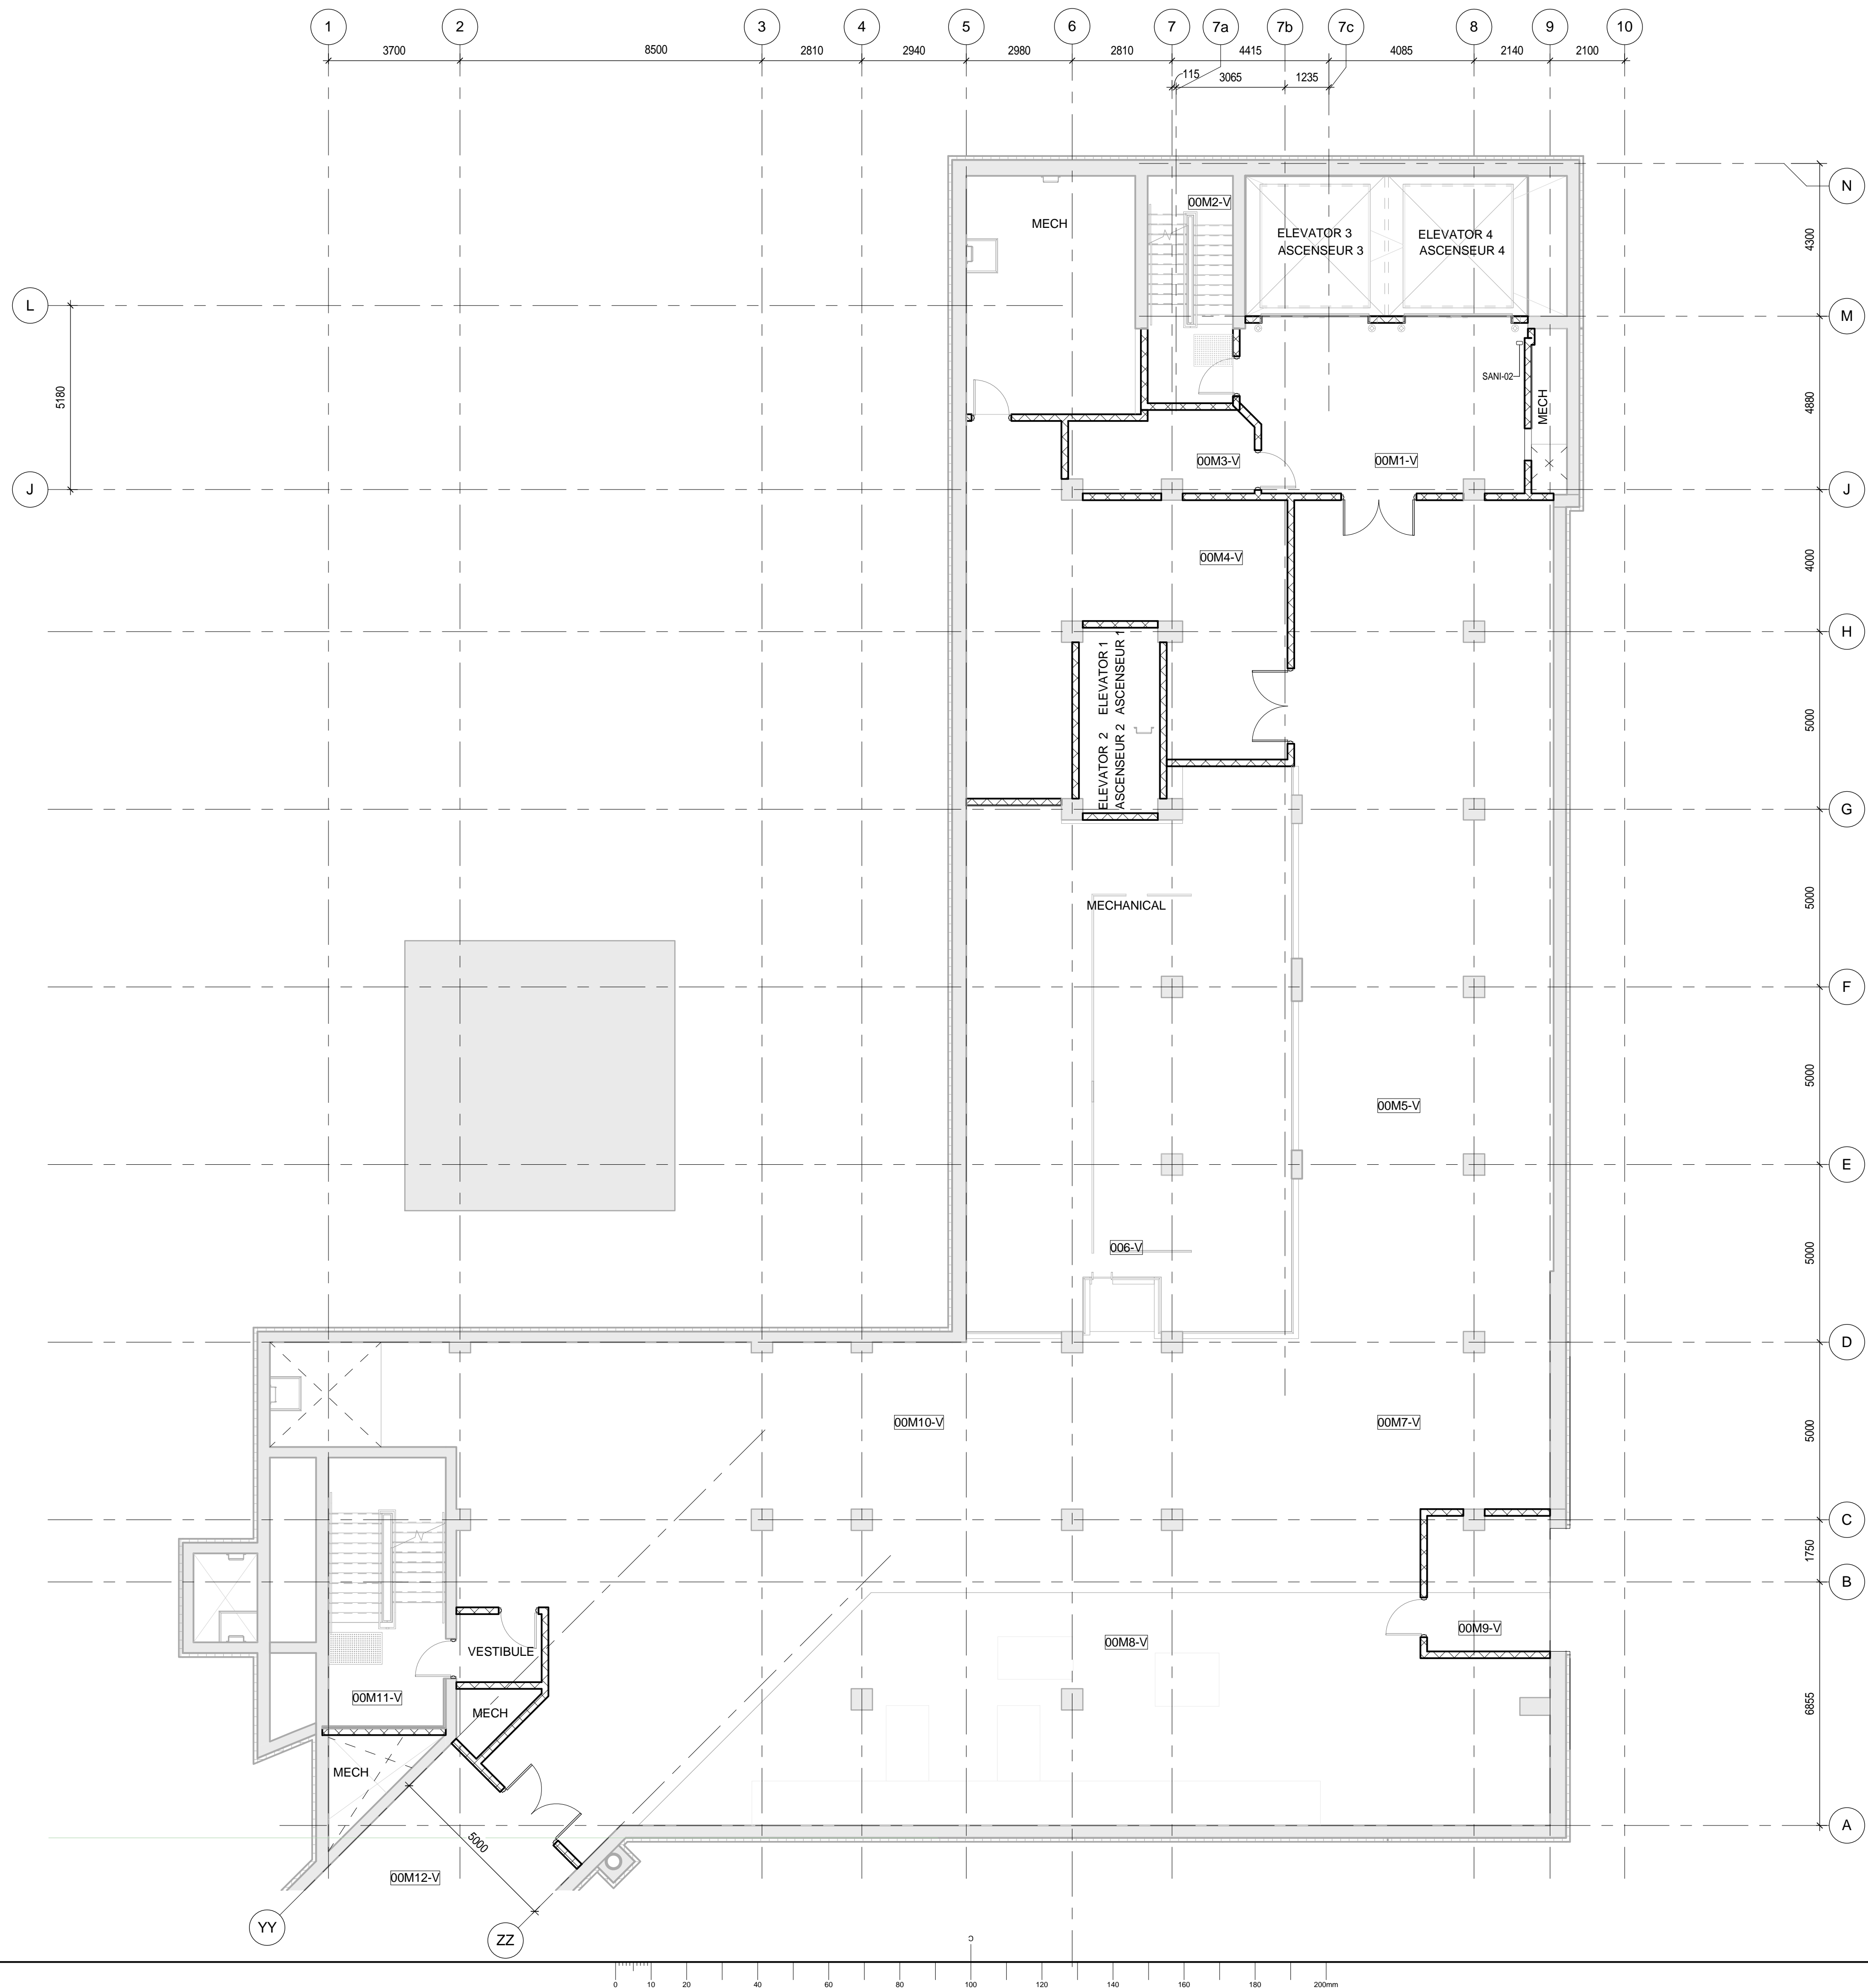 1 2 3 4 5 6 7 7a 7b 7c 8 9 10
3700 8500 2810 2940 2980 2810 4415 4085 2140 2100
115 3065 1235
N
00M2-V
MECH
ELEVATOR 3
ASCENSEUR 3
ELEVATOR 4
ASCENSEUR 4
4300
L
M
SANI-02
MECH
5180
4880
00M3-V
00M1-V
J
J
00M4-V
4000
H
ELEVATOR 1
ASCENSEUR 1
ELEVATOR 2
ASCENSEUR 2
5000
G
MECHANICAL
5000
F
00M5-V
5000
E
006-V
5000
D
00M10-V
00M7-V
5000
C
1750
B
00M9-V
00M8-V
VESTIBULE
00M11-V
MECH
6855
MECH
A
5000
00M12-V
YY
ZZ
0 10 20 40 60 80 100 120 140 160 180 200mm